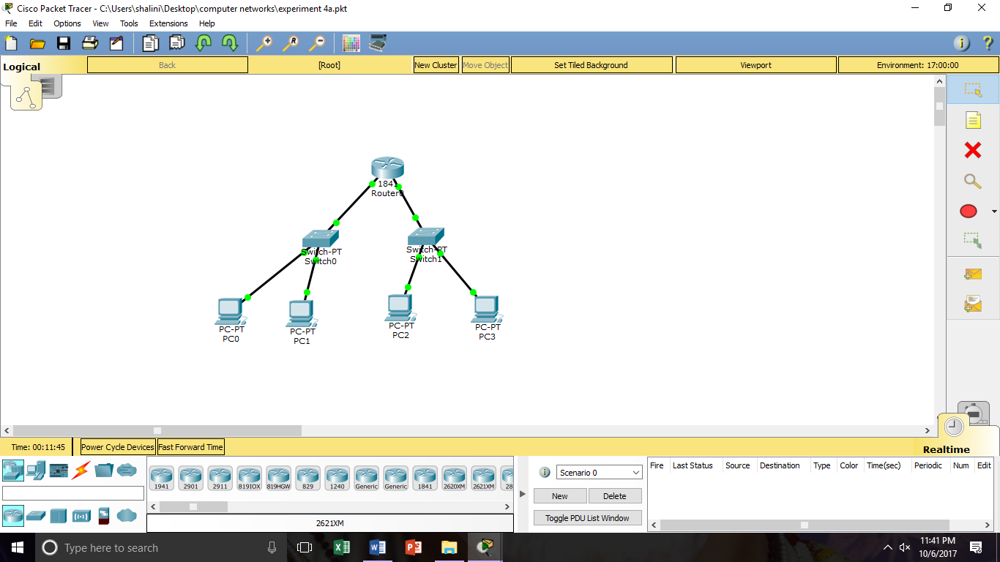 Cisco Packet Tracer - C:\Users\shalini\Desktop\computer networks\experiment 4a.pkt
File Edit Options View Tools Extensions Help
Logical Back [Root] New Cluster Move Object Set Tiled Background Viewport Environment: 17:00:00
1841
Router0
Switch-PT
Switch0
Switch-PT
Switch1
PC-PT
PC0
PC-PT
PC1
PC-PT
PC2
PC-PT
PC3
Time: 00:11:45 Power Cycle Devices Fast Forward Time Realtime
1941 2901 2911 819IOX 819HGW 829 1240 Generic Generic 1841 2620XM 2621XM 28
2621XM
Scenario 0
New Delete
Toggle PDU List Window
Fire Last Status Source Destination Type Color Time(sec) Periodic Num Edit
Type here to search
11:41 PM
10/6/2017